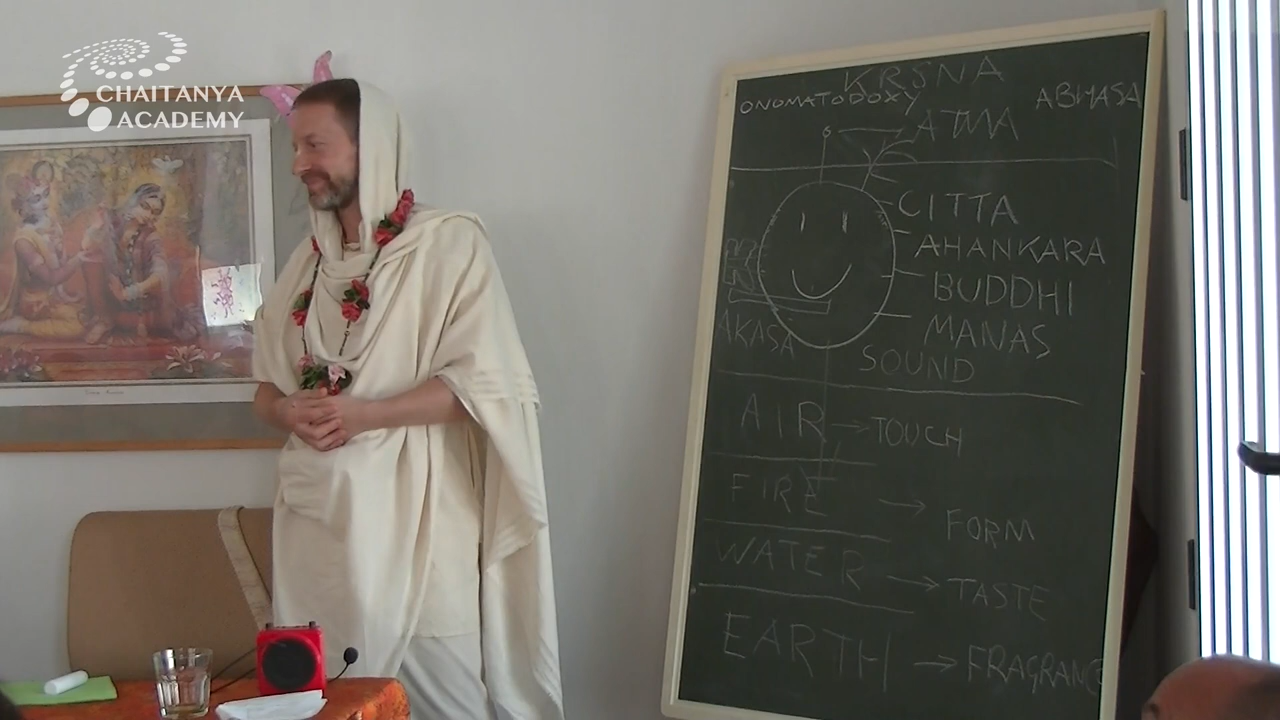 CHAITANYA
ACADEMY
KRSNA
ONOMATODOXY
ABHASA
ATMA
CITTA
AHANKARA
BUDDHI
MANAS
AKASA
SOUND
AIR → TOUCH
FIRE → FORM
WATER → TASTE
EARTH → FRAGRANCE